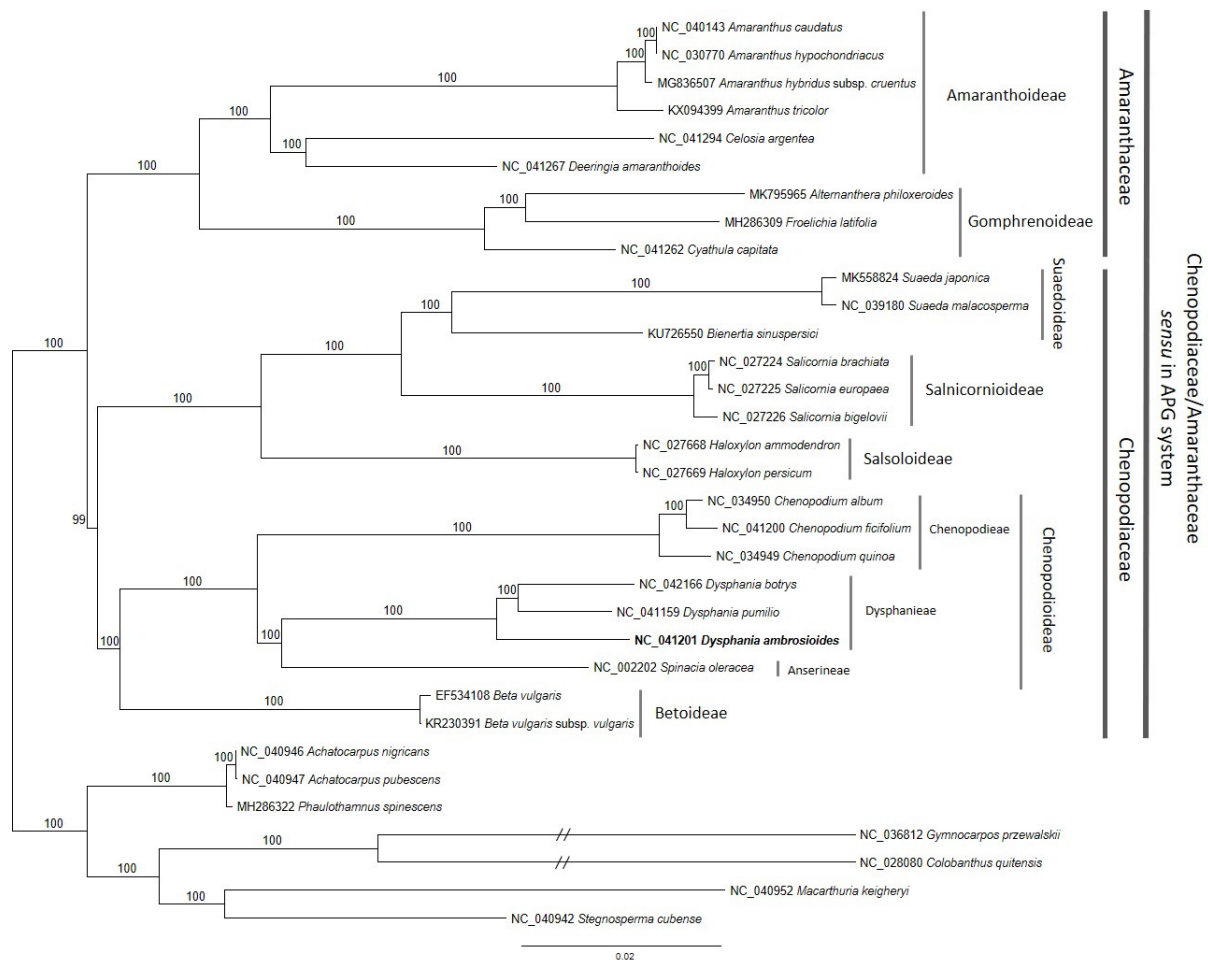 100
NC_040143 Amaranthus caudatus
100
NC_030770 Amaranthus hypochondriacus
100
MG836507 Amaranthus hybridus subsp. cruentus
KX094399 Amaranthus tricolor
Amaranthoideae
100
100
NC_041294 Celosia argentea
NC_041267 Deeringia amaranthoides
100
Amaranthaceae
100
MK795965 Alternanthera philoxeroides
100
MH286309 Froelichia latifolia
Gomphrenoideae
NC_041262 Cyathula capitata
100
MK558824 Suaeda japonica
NC_039180 Suaeda malacosperma
100
KU726550 Bienertia sinuspersici
Suaedoideae
100
100
NC_027224 Salicornia brachiata
100
NC_027225 Salicornia europaea
Salnicornioideae
NC_027226 Salicornia bigelovii
100
100
NC_027668 Haloxylon ammodendron
Salsoloideae
NC_027669 Haloxylon persicum
100
99
100
NC_034950 Chenopodium album
100
NC_041200 Chenopodium ficifolium
Chenopodieae
NC_034949 Chenopodium quinoa
100
100
NC_042166 Dysphania botrys
100
NC_041159 Dysphania pumilio
Dysphanieae
100
NC_041201 Dysphania ambrosioides
100
NC_002202 Spinacia oleracea
Anserineae
Chenopodioideae
100
EF534108 Beta vulgaris
Betoideae
KR230391 Beta vulgaris subsp. vulgaris
Chenopodiaceae
Chenopodiaceae/Amaranthaceae
sensu in APG system
100
NC_040946 Achatocarpus nigricans
100
NC_040947 Achatocarpus pubescens
MH286322 Phaulothamnus spinescens
100
100
NC_036812 Gymnocarpos przewalskii
NC_028080 Colobanthus quitensis
100
100
NC_040952 Macarthuria keigheryi
NC_040942 Stegnosperma cubense
0.02